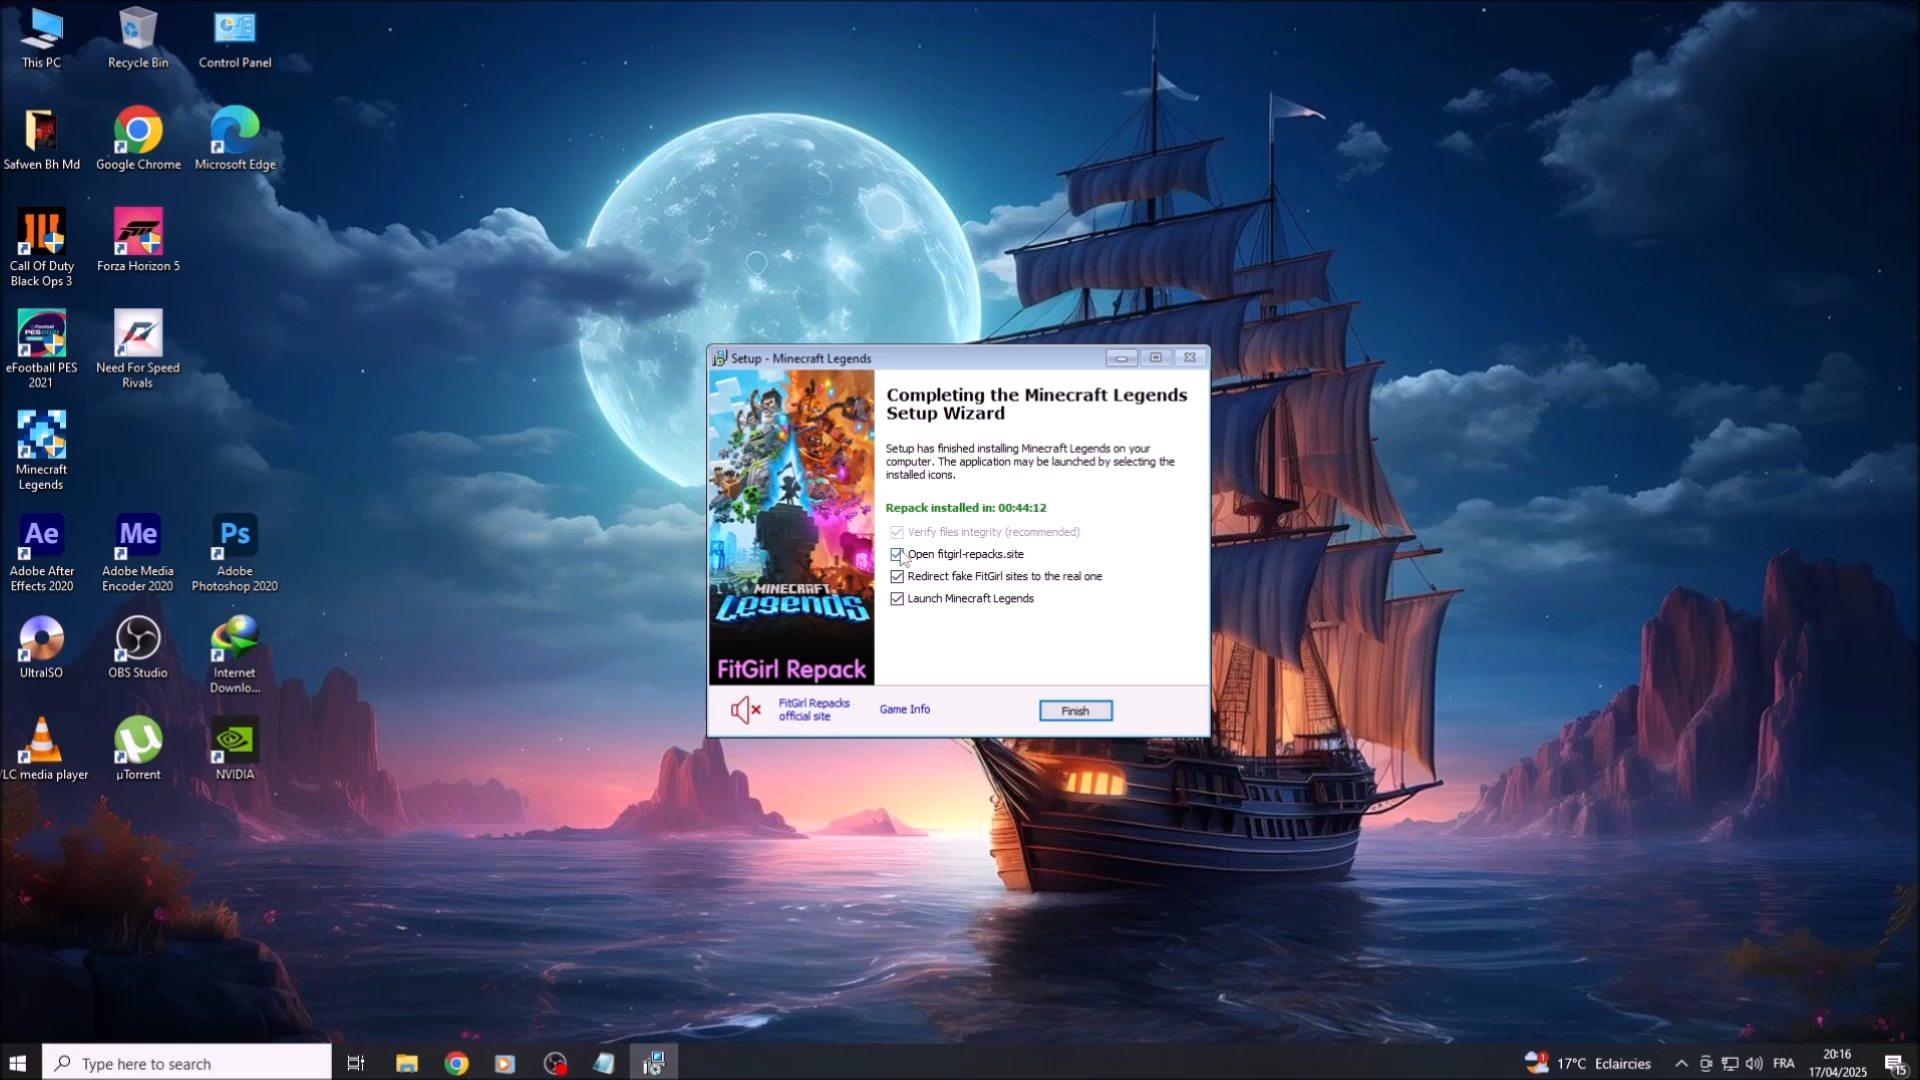 This PC
Recycle Bin
Control Panel
Safwen Bh Md
Google Chrome
Microsoft Edge
Call Of Duty
Black Ops 3
Forza Horizon 5
eFootball PES
2021
Need For Speed
Rivals
Minecraft
Legends
Ae
Me
Ps
Adobe After
Effects 2020
Adobe Media
Encoder 2020
Adobe
Photoshop 2020
UltraISO
OBS Studio
Internet
Downlo...
LC media player
µTorrent
NVIDIA
Setup - Minecraft Legends
Completing the Minecraft Legends
Setup Wizard
Setup has finished installing Minecraft Legends on your
computer. The application may be launched by selecting the
installed icons.
Repack installed in: 00:44:12
Verify files integrity (recommended)
Open fitgirl-repacks.site
Redirect fake FitGirl sites to the real one
Launch Minecraft Legends
MINECRAFT
Legends
FitGirl Repack
FitGirl Repacks
official site
Game Info
Finish
Type here to search
1
17°C Eclaircies
FRA
20:16
17/04/2025
15